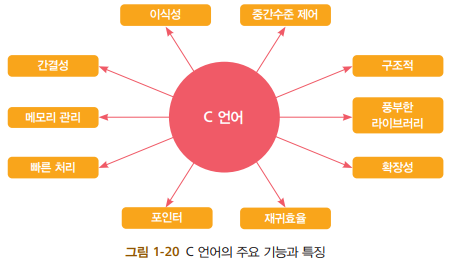 이식성
중간수준 제어
간결성
구조적
메모리 관리
C 언어
풍부한
라이브러리
빠른 처리
확장성
포인터
재귀효율
그림 1-20 C 언어의 주요 기능과 특징